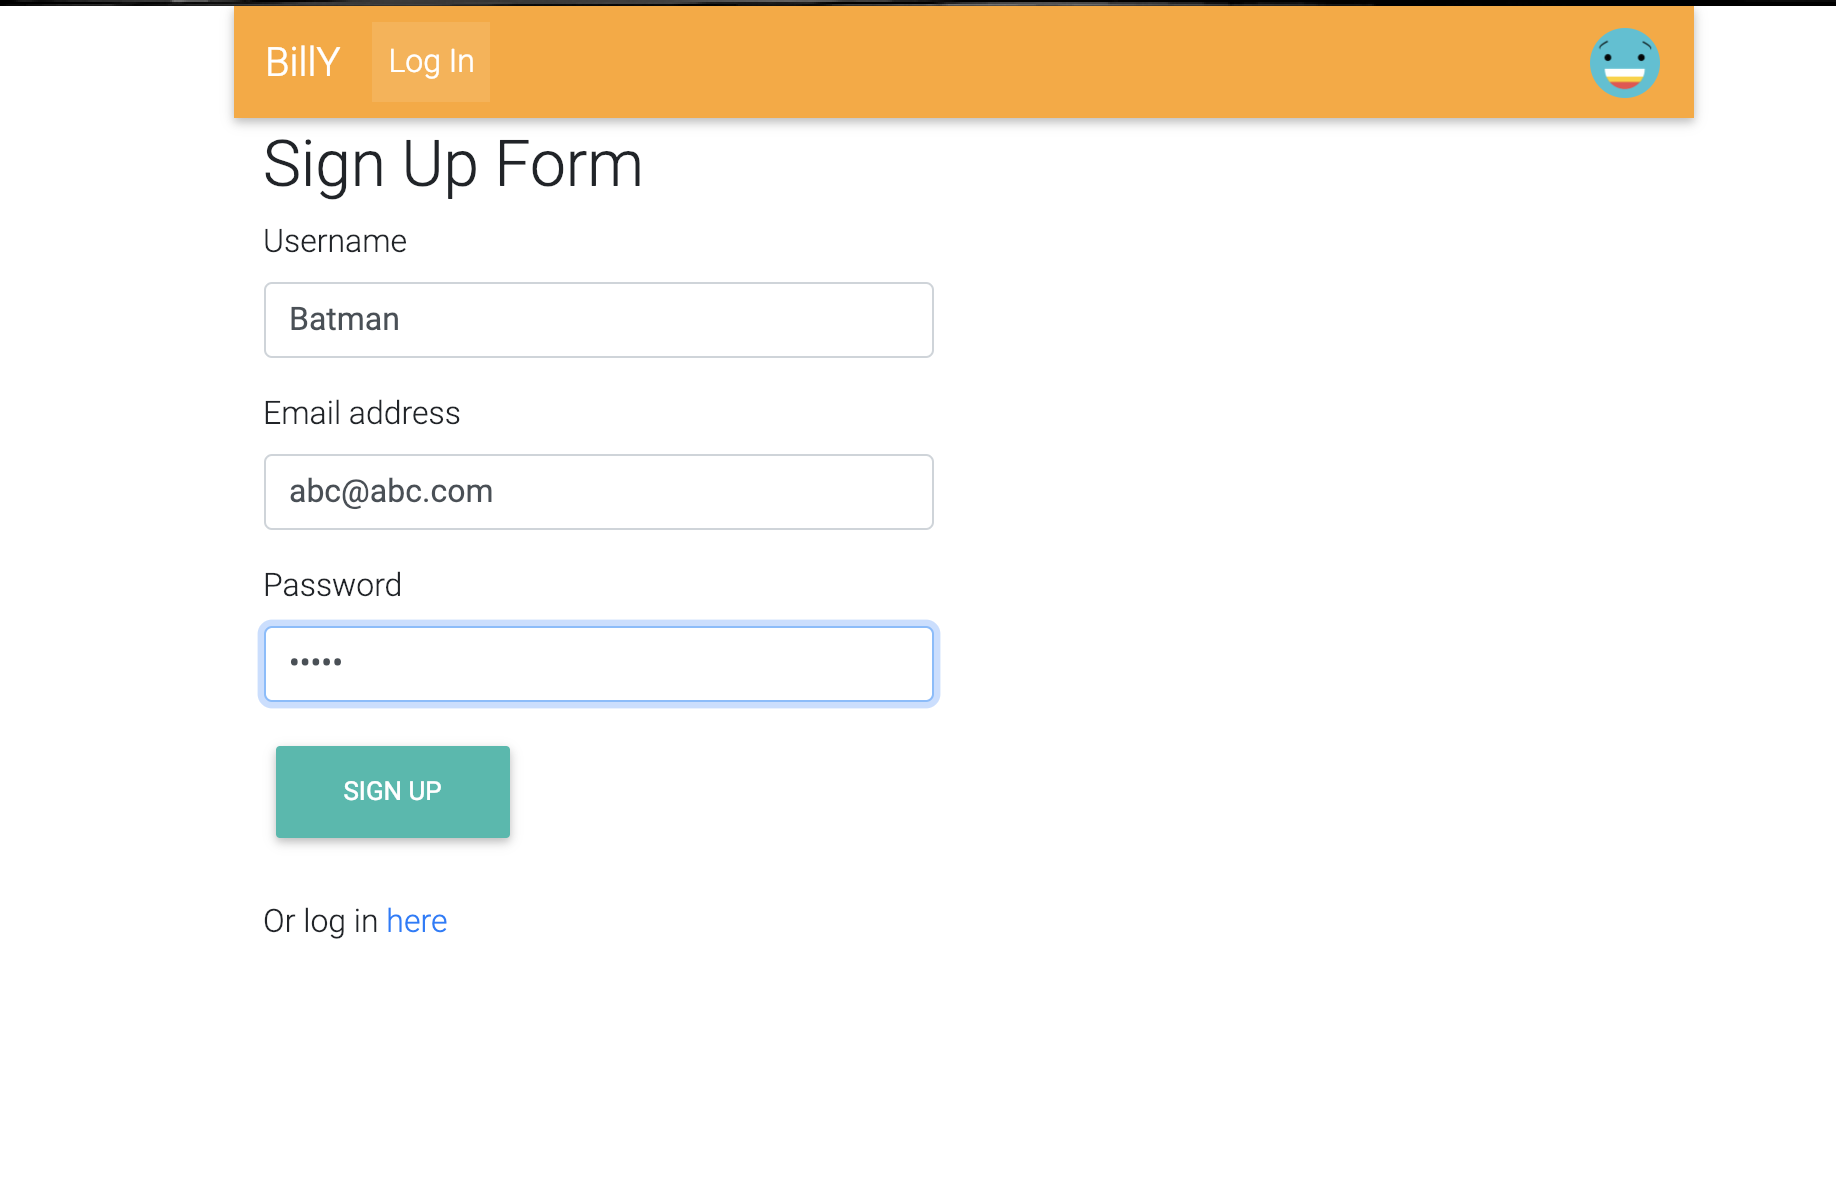 BillY Log In
Sign Up Form
Username
Batman
Email address
abc@abc.com
Password
•••••
SIGN UP
Or log in here